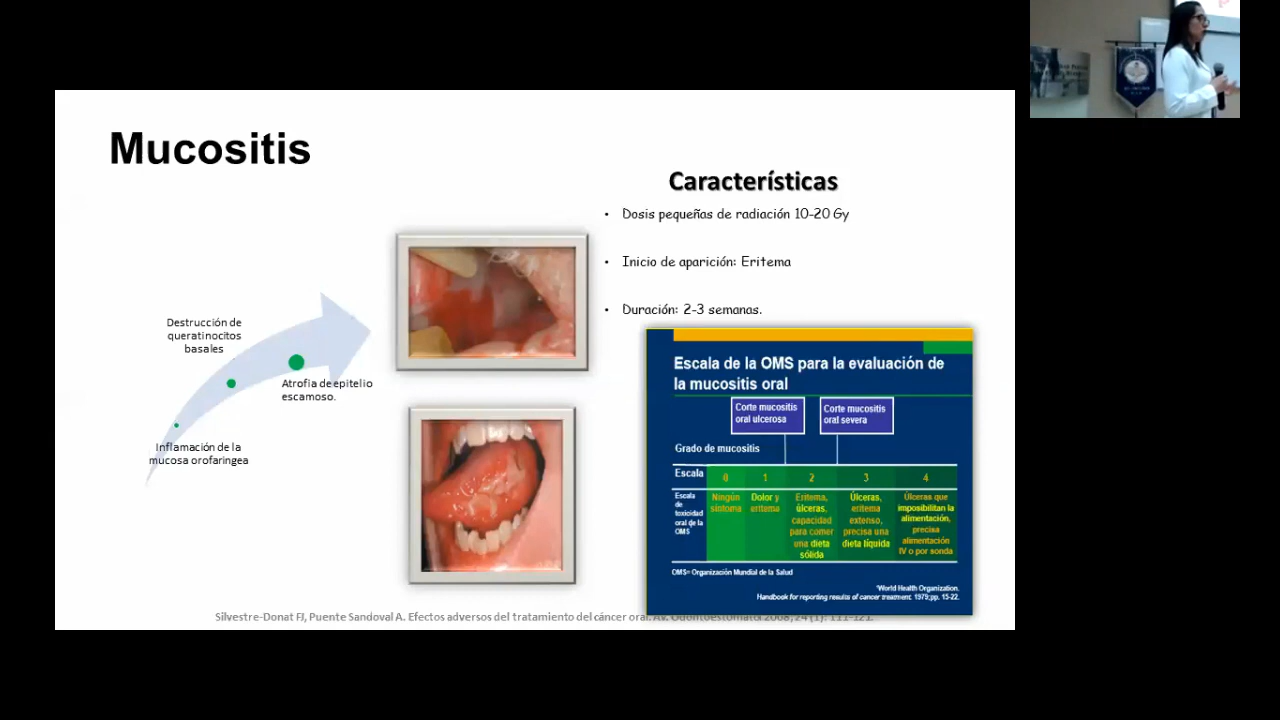 Mucositis
Características
• Dosis pequeñas de radiación 10-20 Gy
• Inicio de aparición: Eritema
• Duración: 2-3 semanas.
Destrucción de
queratinocitos
basales
Atrofia de epitelio
escamoso.
Inflamación de la
mucosa orofaringea
Escala de la OMS para la evaluación de
la mucositis oral
Corte mucositis
oral ulcerosa
Corte mucositis
oral severa
Grado de mucositis
Escala 0 1 2 3 4
Escala
de
toxicidad
oral de la
OMS
Ningún
síntoma
Dolor y
eritema
Eritema,
úlceras,
capacidad
para comer
una dieta
sólida
Úlceras,
eritema
extenso,
precisa una
dieta líquida
Úlceras que
imposibilitan la
alimentación,
precisa
alimentación
IV o por sonda
OMS= Organización Mundial de la Salud
World Health Organization.
Handbook for reporting results of cancer treatment. 1979;pp. 15-22.
Silvestre-Donat FJ, Puente Sandoval A. Efectos adversos del tratamiento del cáncer oral. Av. Odontoestomatol 2008; 24 (1): 111-121.